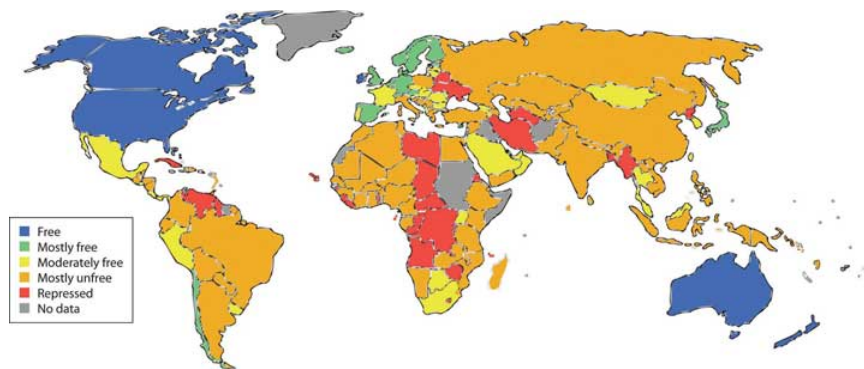 Free
Mostly free
Moderately free
Mostly unfree
Repressed
No data